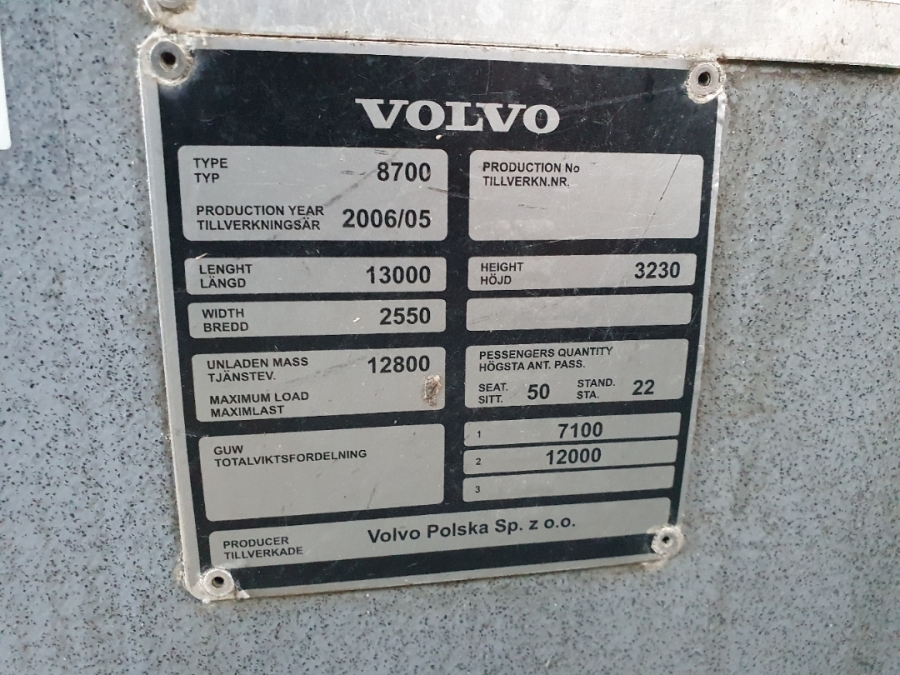 VOLVO
TYPE
TYP
8700
PRODUCTION YEAR
TILLVERKNINGSÄR 2006/05
PRODUCTION No
TILLVERKN.NR.
LENGHT
LÄNGD
13000
HEIGHT
HÖJD
3230
WIDTH
BREDD
2550
UNLADEN MASS
TJÄNSTEV.
12800
MAXIMUM LOAD
MAXIMLAST
PESSENGERS QUANTITY
HÖGSTA ANT. PASS.
SEAT.
SITT.
50
STAND.
STA.
22
GUW
TOTALVIKTSFORDELNING
1 7100
2 12000
3
PRODUCER
TILLVERKADE
Volvo Polska Sp. z o.o.